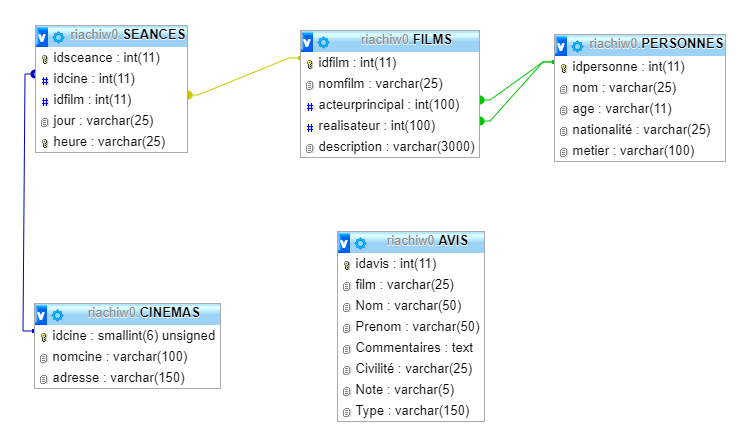 riachiw0.SEANCES
idsceance : int(11)
idcine : int(11)
idfilm : int(11)
jour : varchar(25)
heure : varchar(25)
riachiw0.FILMS
idfilm : int(11)
nomfilm : varchar(25)
acteurprincipal : int(100)
realisateur : int(100)
description : varchar(3000)
riachiw0.PERSONNES
idpersonne : int(11)
nom : varchar(25)
age : varchar(11)
nationalité : varchar(25)
metier : varchar(100)
riachiw0.CINEMAS
idcine : smallint(6) unsigned
nomcine : varchar(100)
adresse : varchar(150)
riachiw0.AVIS
idavis : int(11)
film : varchar(25)
Nom : varchar(50)
Prenom : varchar(50)
Commentaires : text
Civilité : varchar(25)
Note : varchar(5)
Type : varchar(150)